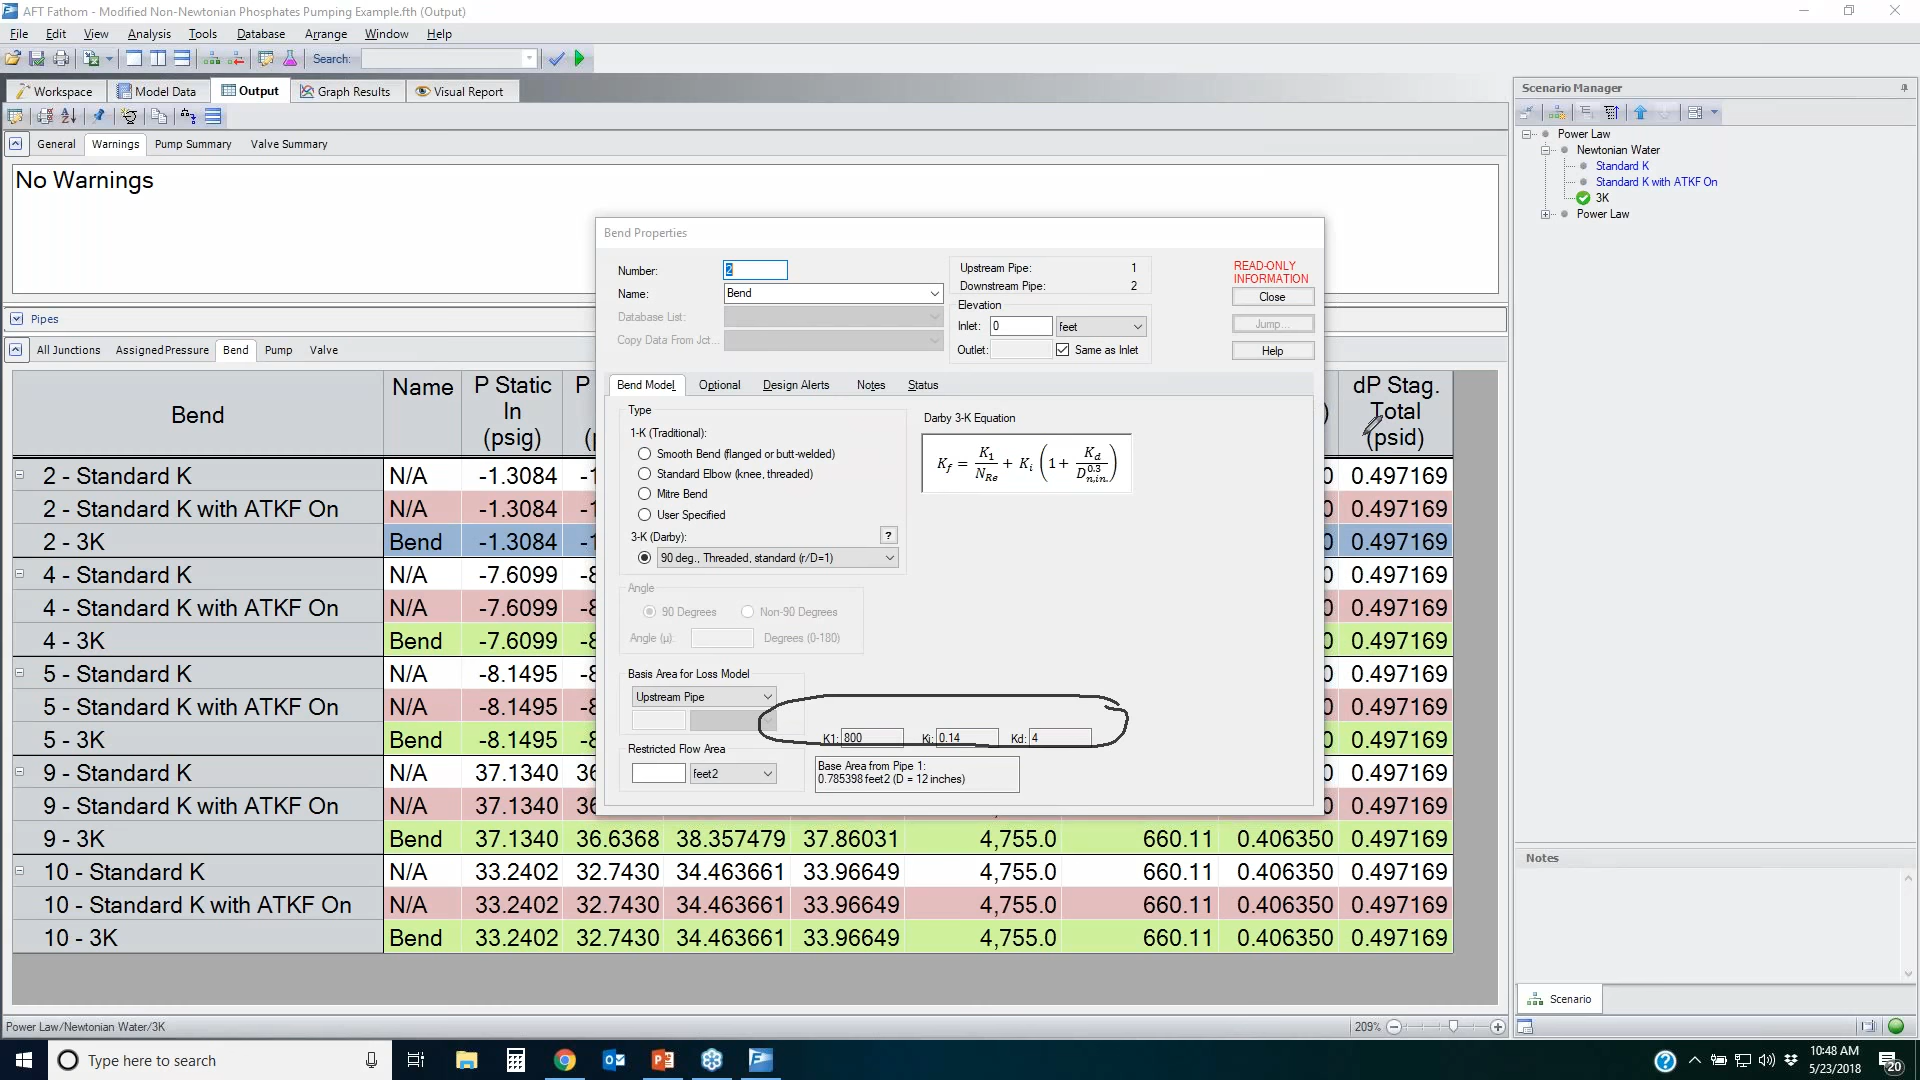 AFT Fathom - Modified Non-Newtonian Phosphates Pumping Example.fth (Output)
File Edit View Analysis Tools Database Arrange Window Help
Search:
Workspace Model Data Output Graph Results Visual Report
General Warnings Pump Summary Valve Summary
No Warnings
Pipes
All Junctions AssignedPressure Bend Pump Valve
Bend Name P Static In (psig) dP Stag. Total (psid)
2 - Standard K N/A -1.3084 0.497169
2 - Standard K with ATKF On N/A -1.3084 0.497169
2 - 3K Bend -1.3084 0.497169
4 - Standard K N/A -7.6099 0.497169
4 - Standard K with ATKF On N/A -7.6099 0.497169
4 - 3K Bend -7.6099 0.497169
5 - Standard K N/A -8.1495 0.497169
5 - Standard K with ATKF On N/A -8.1495 0.497169
5 - 3K Bend -8.1495 0.497169
9 - Standard K N/A 37.1340 0.497169
9 - Standard K with ATKF On N/A 37.1340 0.497169
9 - 3K Bend 37.1340 36.6368 38.357479 37.86031 4,755.0 660.11 0.406350 0.497169
10 - Standard K N/A 33.2402 32.7430 34.463661 33.96649 4,755.0 660.11 0.406350 0.497169
10 - Standard K with ATKF On N/A 33.2402 32.7430 34.463661 33.96649 4,755.0 660.11 0.406350 0.497169
10 - 3K Bend 33.2402 32.7430 34.463661 33.96649 4,755.0 660.11 0.406350 0.497169
Bend Properties
Number: 2
Name: Bend
Database List:
Copy Data From Jct...
Upstream Pipe: 1
Downstream Pipe: 2
Elevation
Inlet: 0 feet
Outlet: Same as Inlet
READ-ONLY
INFORMATION
Close
Jump...
Help
Bend Model Optional Design Alerts Notes Status
Type
1-K (Traditional):
Smooth Bend (flanged or butt-welded)
Standard Elbow (knee, threaded)
Mitre Bend
User Specified
3-K (Darby): ?
90 deg., Threaded, standard (r/D=1)
Darby 3-K Equation
K_f = K_1/N_Re + K_i (1 + K_d/D_{n,in.}^{0.3})
Angle
90 Degrees Non-90 Degrees
Angle (µ): Degrees (0-180)
Basis Area for Loss Model
Upstream Pipe
K1: 800 Ki: 0.14 Kd: 4
Restricted Flow Area
feet2
Base Area from Pipe 1:
0.785398 feet2 (D = 12 inches)
Scenario Manager
Power Law
Newtonian Water
Standard K
Standard K with ATKF On
3K
Power Law
Notes
Scenario
Power Law/Newtonian Water/3K
209%
Type here to search
10:48 AM
5/23/2018
20